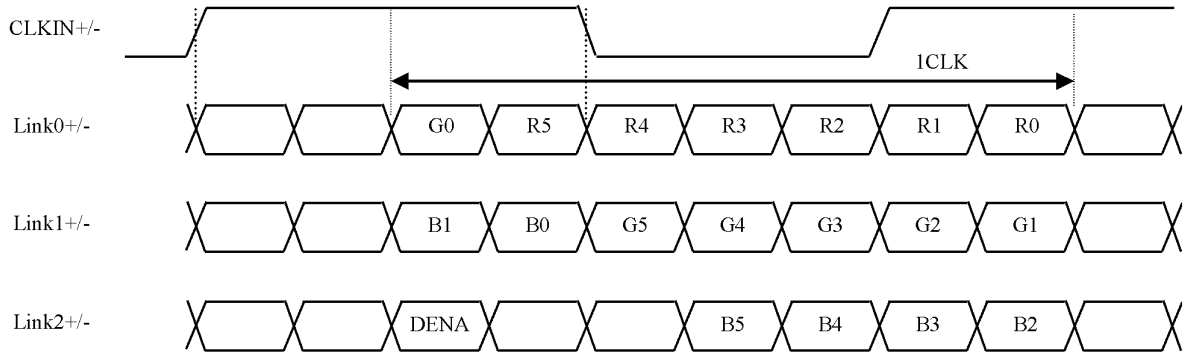 CLKIN+/-
1CLK
Link0+/- G0 R5 R4 R3 R2 R1 R0
Link1+/- B1 B0 G5 G4 G3 G2 G1
Link2+/- DENA B5 B4 B3 B2